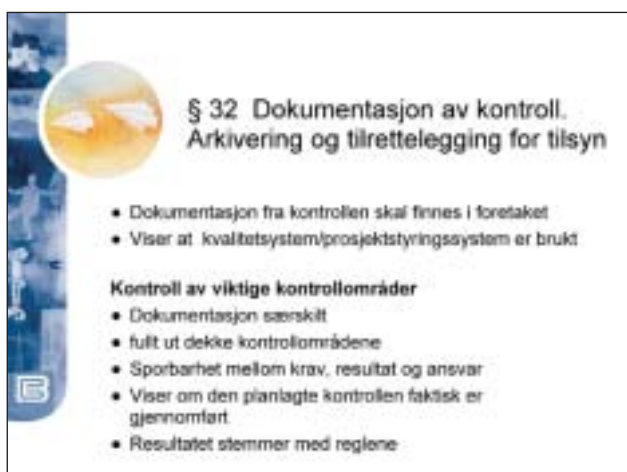 § 32 Dokumentasjon av kontroll.
Arkivering og tilrettelegging for tilsyn
• Dokumentasjon fra kontrollen skal finnes i foretaket
• Viser at kvalitetsystem/prosjektstyringssystem er brukt
Kontroll av viktige kontrollområder
• Dokumentasjon særskilt
• fullt ut dekke kontrollområdene
• Sporbarhet mellom krav, resultat og ansvar
• Viser om den planlagte kontrollen faktisk er
gjennomført
• Resultatet stemmer med reglene